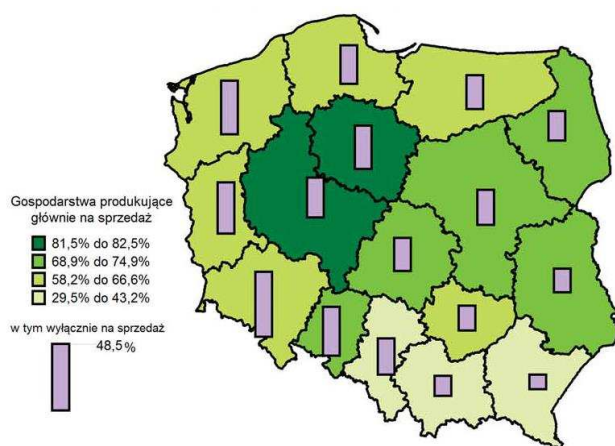 Gospodarstwa produkujące
głównie na sprzedaż
81,5% do 82,5%
68,9% do 74,9%
58,2% do 66,6%
29,5% do 43,2%
w tym wyłącznie na sprzedaż
48,5%